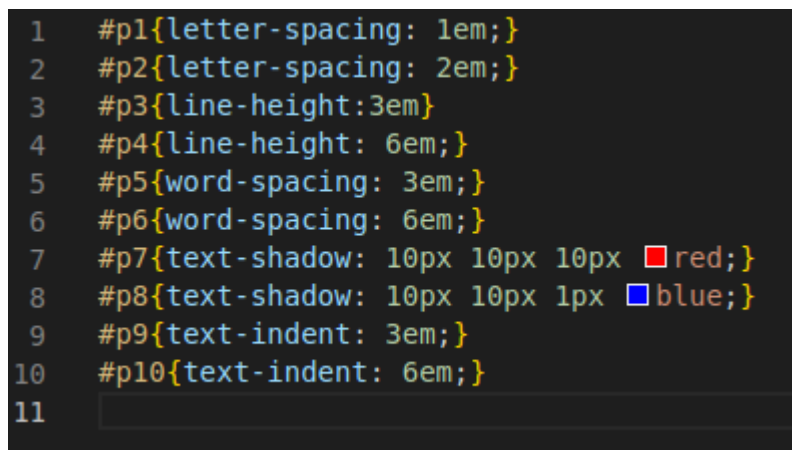 1 #p1{letter-spacing: 1em;}
2 #p2{letter-spacing: 2em;}
3 #p3{line-height:3em}
4 #p4{line-height: 6em;}
5 #p5{word-spacing: 3em;}
6 #p6{word-spacing: 6em;}
7 #p7{text-shadow: 10px 10px 10px red;}
8 #p8{text-shadow: 10px 10px 1px blue;}
9 #p9{text-indent: 3em;}
10 #p10{text-indent: 6em;}
11